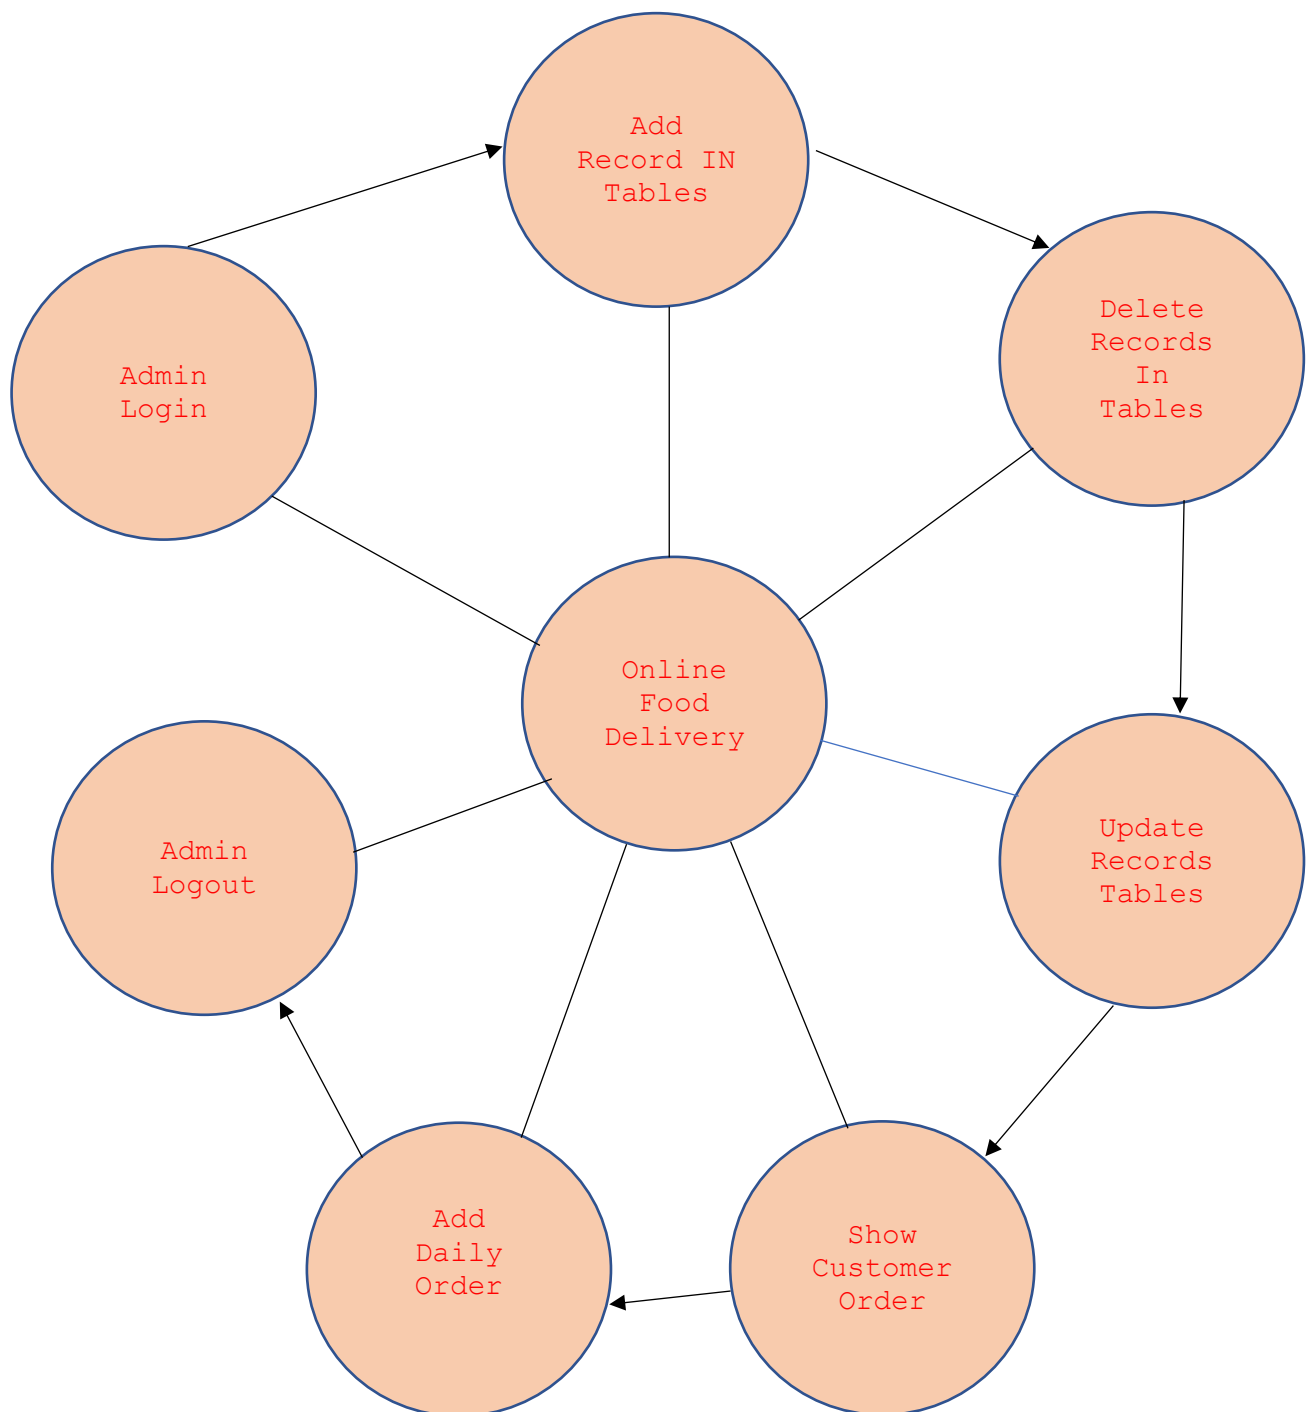 Add
Record IN
Tables
Delete
Records
In
Tables
Admin
Login
Online
Food
Delivery
Update
Records
Tables
Admin
Logout
Add
Daily
Order
Show
Customer
Order